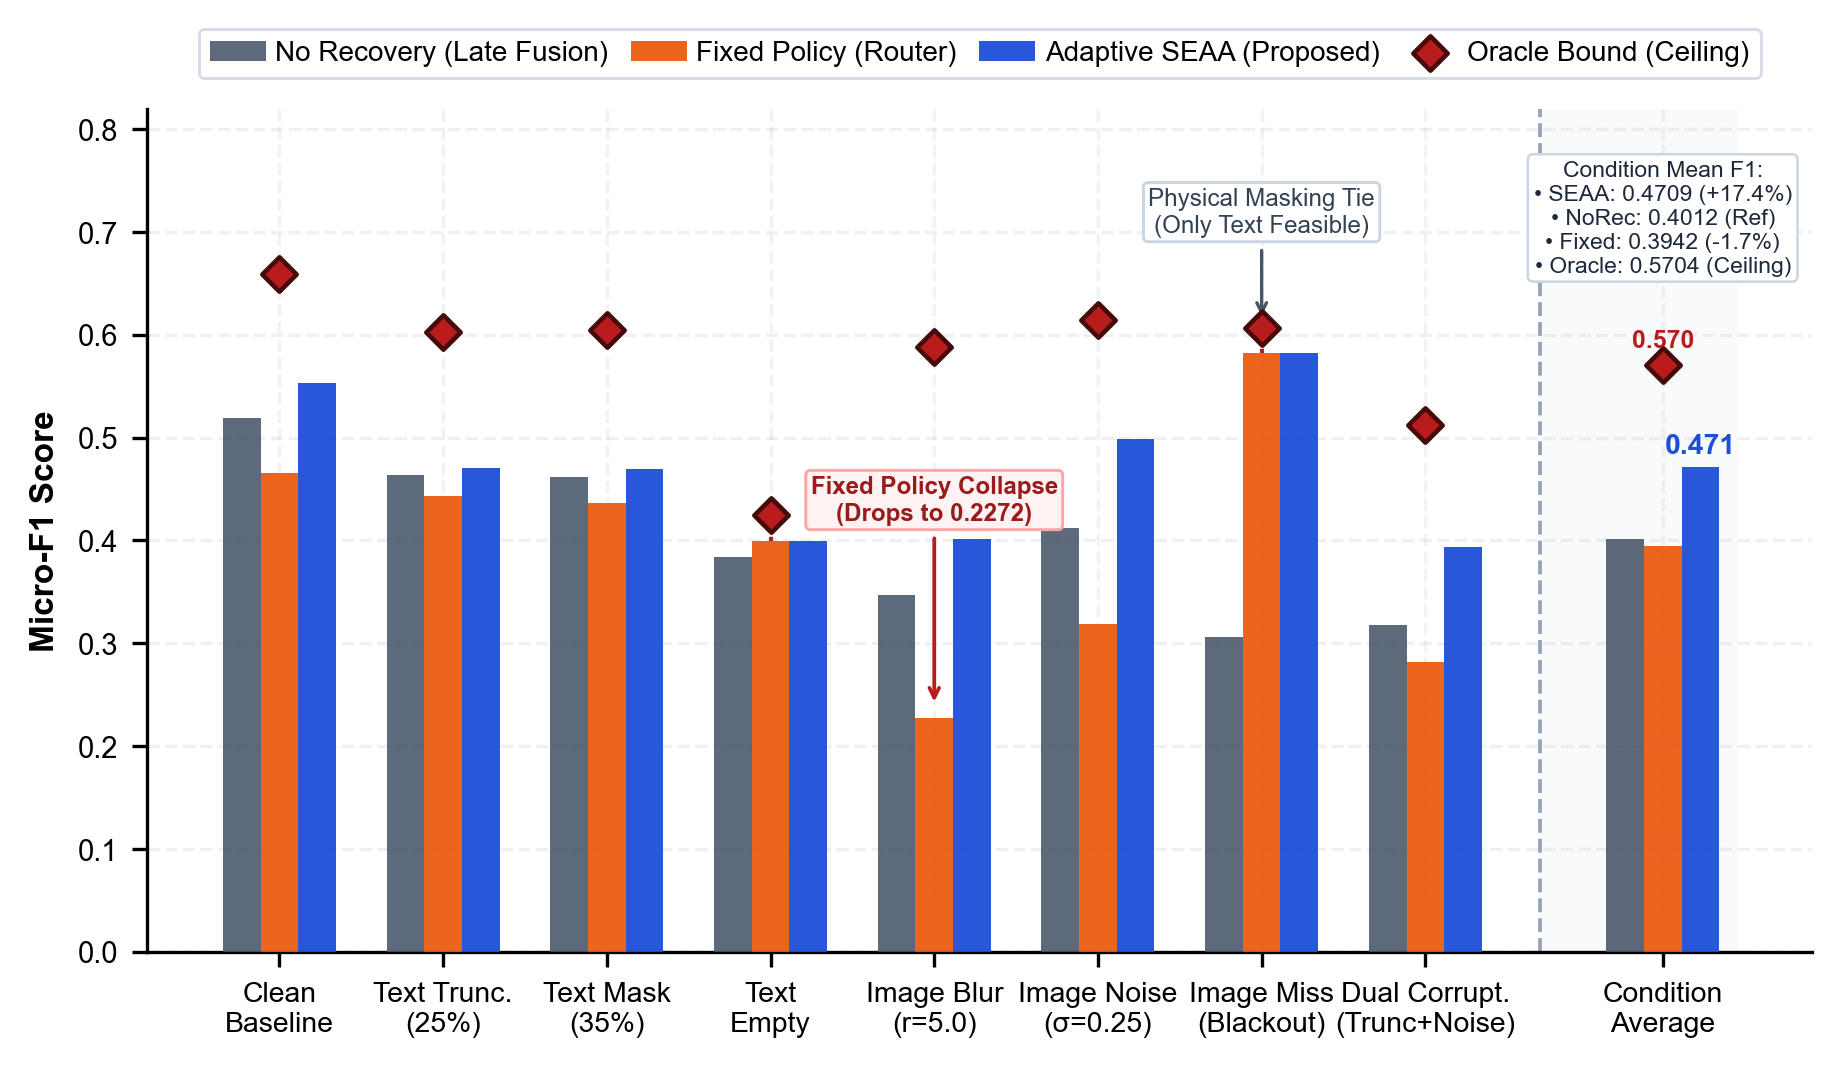 No Recovery (Late Fusion) Fixed Policy (Router) Adaptive SEAA (Proposed) Oracle Bound (Ceiling)
Micro-F1 Score
0.8
0.7
0.6
0.5
0.4
0.3
0.2
0.1
0.0
Physical Masking Tie
(Only Text Feasible)
Condition Mean F1:
• SEAA: 0.4709 (+17.4%)
• NoRec: 0.4012 (Ref)
• Fixed: 0.3942 (-1.7%)
• Oracle: 0.5704 (Ceiling)
0.570
0.471
Fixed Policy Collapse
(Drops to 0.2272)
Clean
Baseline
Text Trunc.
(25%)
Text Mask
(35%)
Text
Empty
Image Blur
(r=5.0)
Image Noise
(σ=0.25)
Image Miss
(Blackout)
Dual Corrupt.
(Trunc+Noise)
Condition
Average